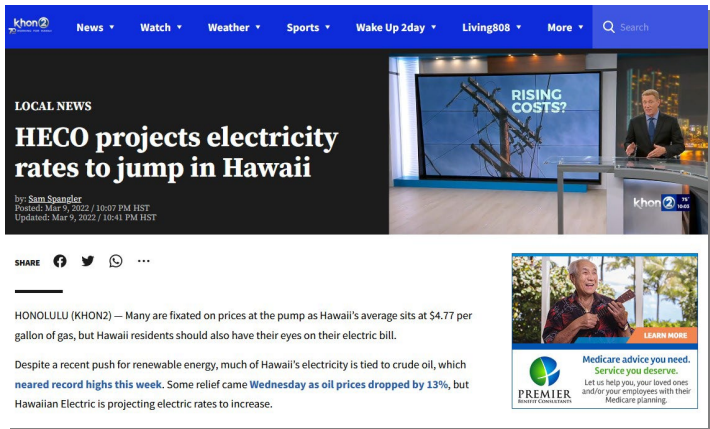 khon2
News ▼ Watch ▼ Weather ▼ Sports ▼ Wake Up 2day ▼ Living808 ▼ More ▼ Search
LOCAL NEWS
HECO projects electricity
rates to jump in Hawaii
by: Sam Spangler
Posted: Mar 9, 2022 / 10:07 PM HST
Updated: Mar 9, 2022 / 10:41 PM HST
RISING
COSTS?
khon2 75°
10:03
SHARE
HONOLULU (KHON2) — Many are fixated on prices at the pump as Hawaii's average sits at $4.77 per
gallon of gas, but Hawaii residents should also have their eyes on their electric bill.
Despite a recent push for renewable energy, much of Hawaii's electricity is tied to crude oil, which
neared record highs this week. Some relief came Wednesday as oil prices dropped by 13%, but
Hawaiian Electric is projecting electric rates to increase.
LEARN MORE
PREMIER
BENEFIT CONSULTANTS
Medicare advice you need.
Service you deserve.
Let us help you, your loved ones
and/or your employees with their
Medicare planning.